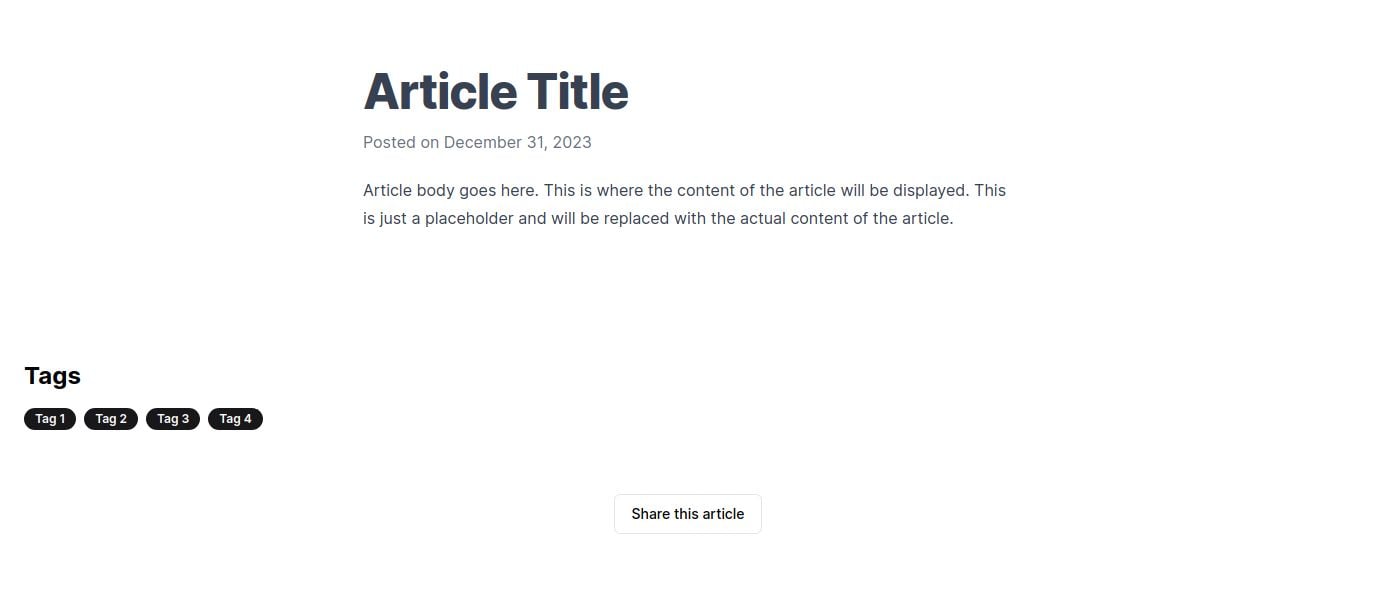 Article Title
Posted on December 31, 2023
Article body goes here. This is where the content of the article will be displayed. This
is just a placeholder and will be replaced with the actual content of the article.
Tags
Tag 1 Tag 2 Tag 3 Tag 4
Share this article